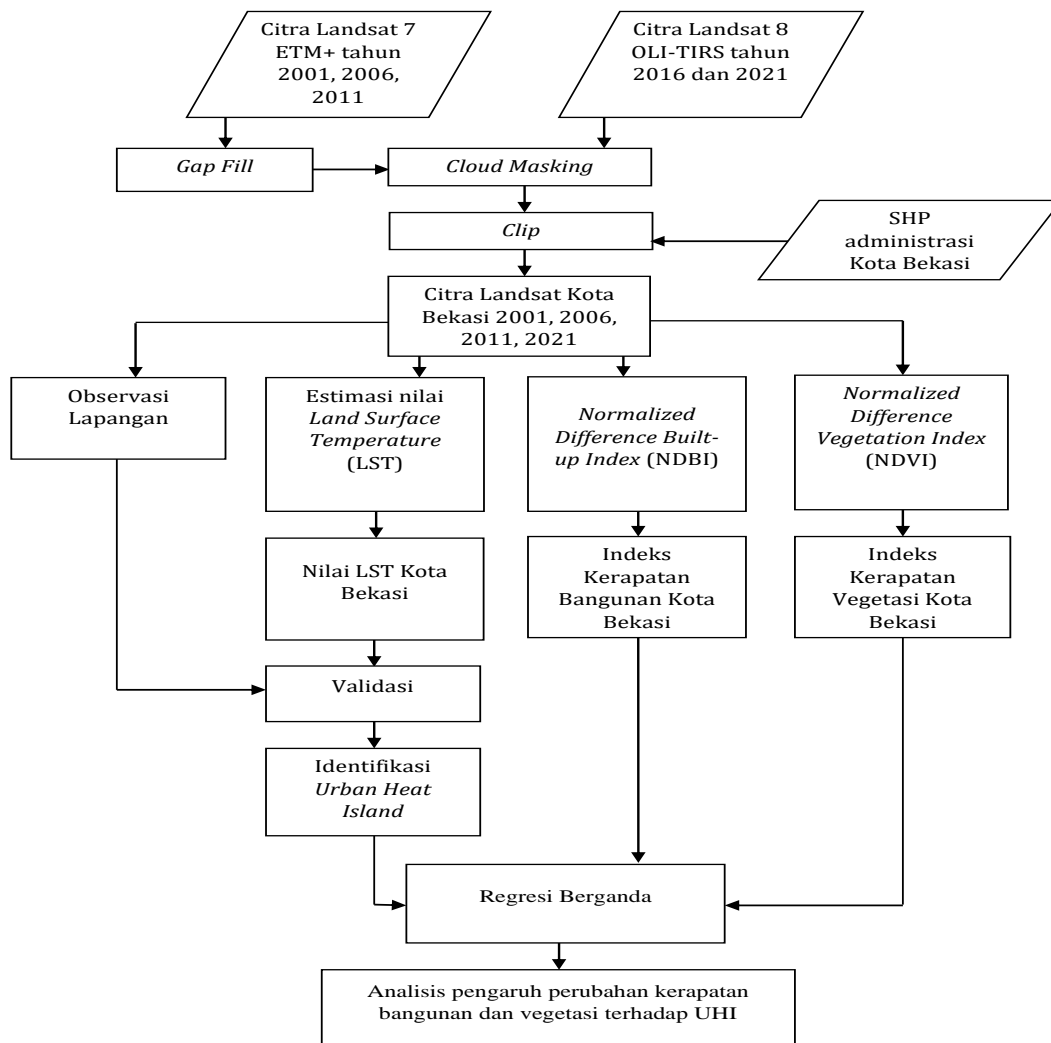 Citra Landsat 7
ETM+ tahun
2001, 2006,
2011
Citra Landsat 8
OLI-TIRS tahun
2016 dan 2021
Gap Fill
Cloud Masking
Clip
SHP
administrasi
Kota Bekasi
Citra Landsat Kota
Bekasi 2001, 2006,
2011, 2021
Observasi
Lapangan
Estimasi nilai
Land Surface
Temperature
(LST)
Normalized
Difference Built-
up Index (NDBI)
Normalized
Difference
Vegetation Index
(NDVI)
Nilai LST Kota
Bekasi
Indeks
Kerapatan
Bangunan Kota
Bekasi
Indeks
Kerapatan
Vegetasi Kota
Bekasi
Validasi
Identifikasi
Urban Heat
Island
Regresi Berganda
Analisis pengaruh perubahan kerapatan
bangunan dan vegetasi terhadap UHI